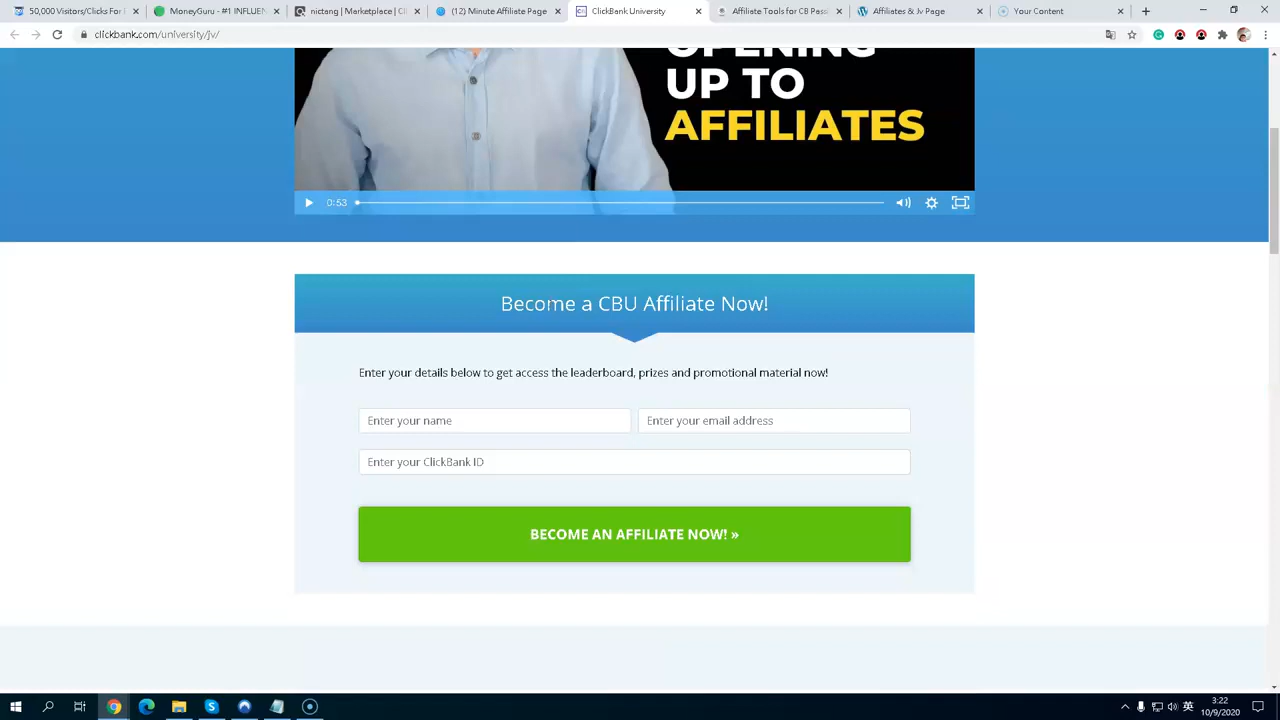 50,000 Visitors/Clicks For
MoneyGuru - #1 INFLUEN
nictang | Marketplace | Cl
(12) Minute Affiliate Page
ClickBank University
Affiliate Tools for CB Pass
Affiliates & Jv Page
Your Content
clickbank.com/university/jv/
OPENING
UP TO
AFFILIATES
0:53
Become a CBU Affiliate Now!
Enter your details below to get access the leaderboard, prizes and promotional material now!
Enter your name
Enter your email address
Enter your ClickBank ID
BECOME AN AFFILIATE NOW! »
英
3:22
10/9/2020